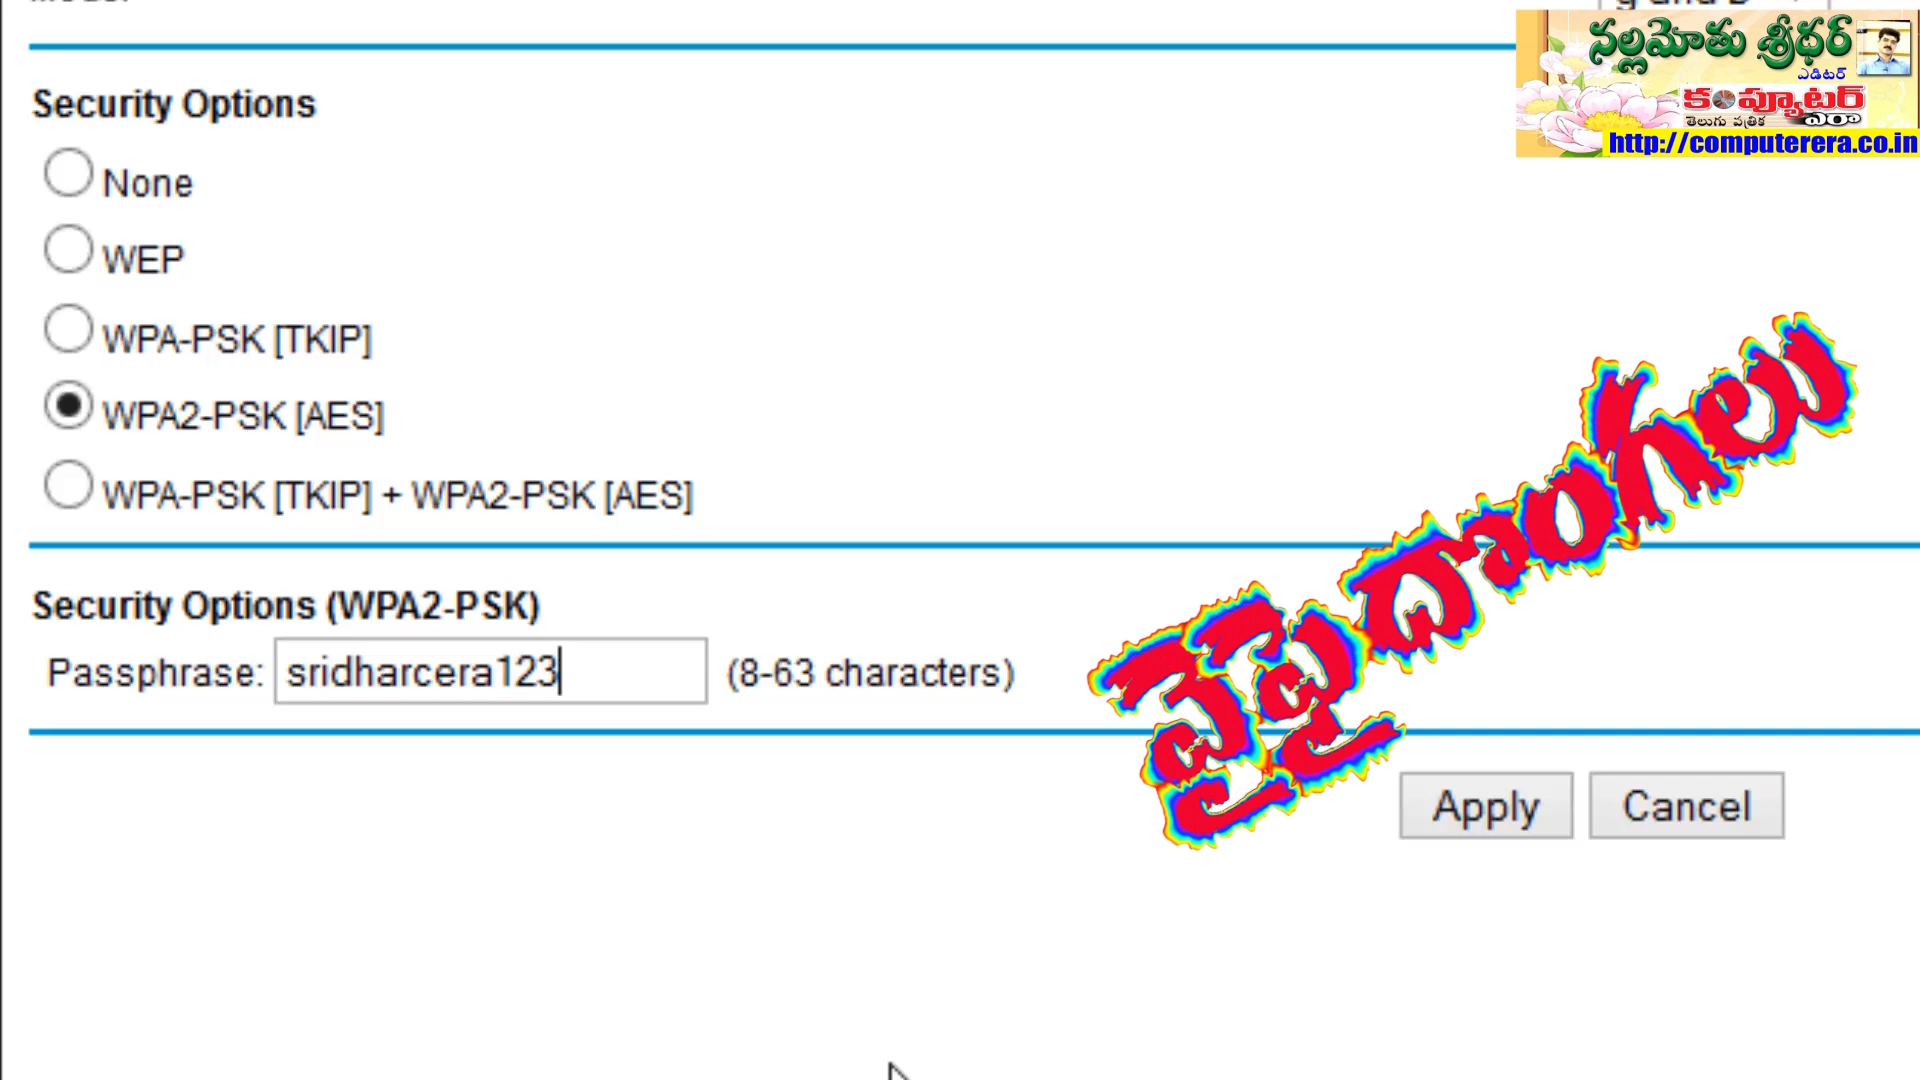 g and b
నల్లమోతు శ్రీధర్
ఎడిటర్
కంప్యూటర్
తెలుగు పత్రిక ఎరా
http://computerera.co.in
Security Options
None
WEP
WPA-PSK [TKIP]
WPA2-PSK [AES]
WPA-PSK [TKIP] + WPA2-PSK [AES]
Security Options (WPA2-PSK)
Passphrase: sridharcera123 (8-63 characters)
వైఫై దొంగలు
Apply Cancel